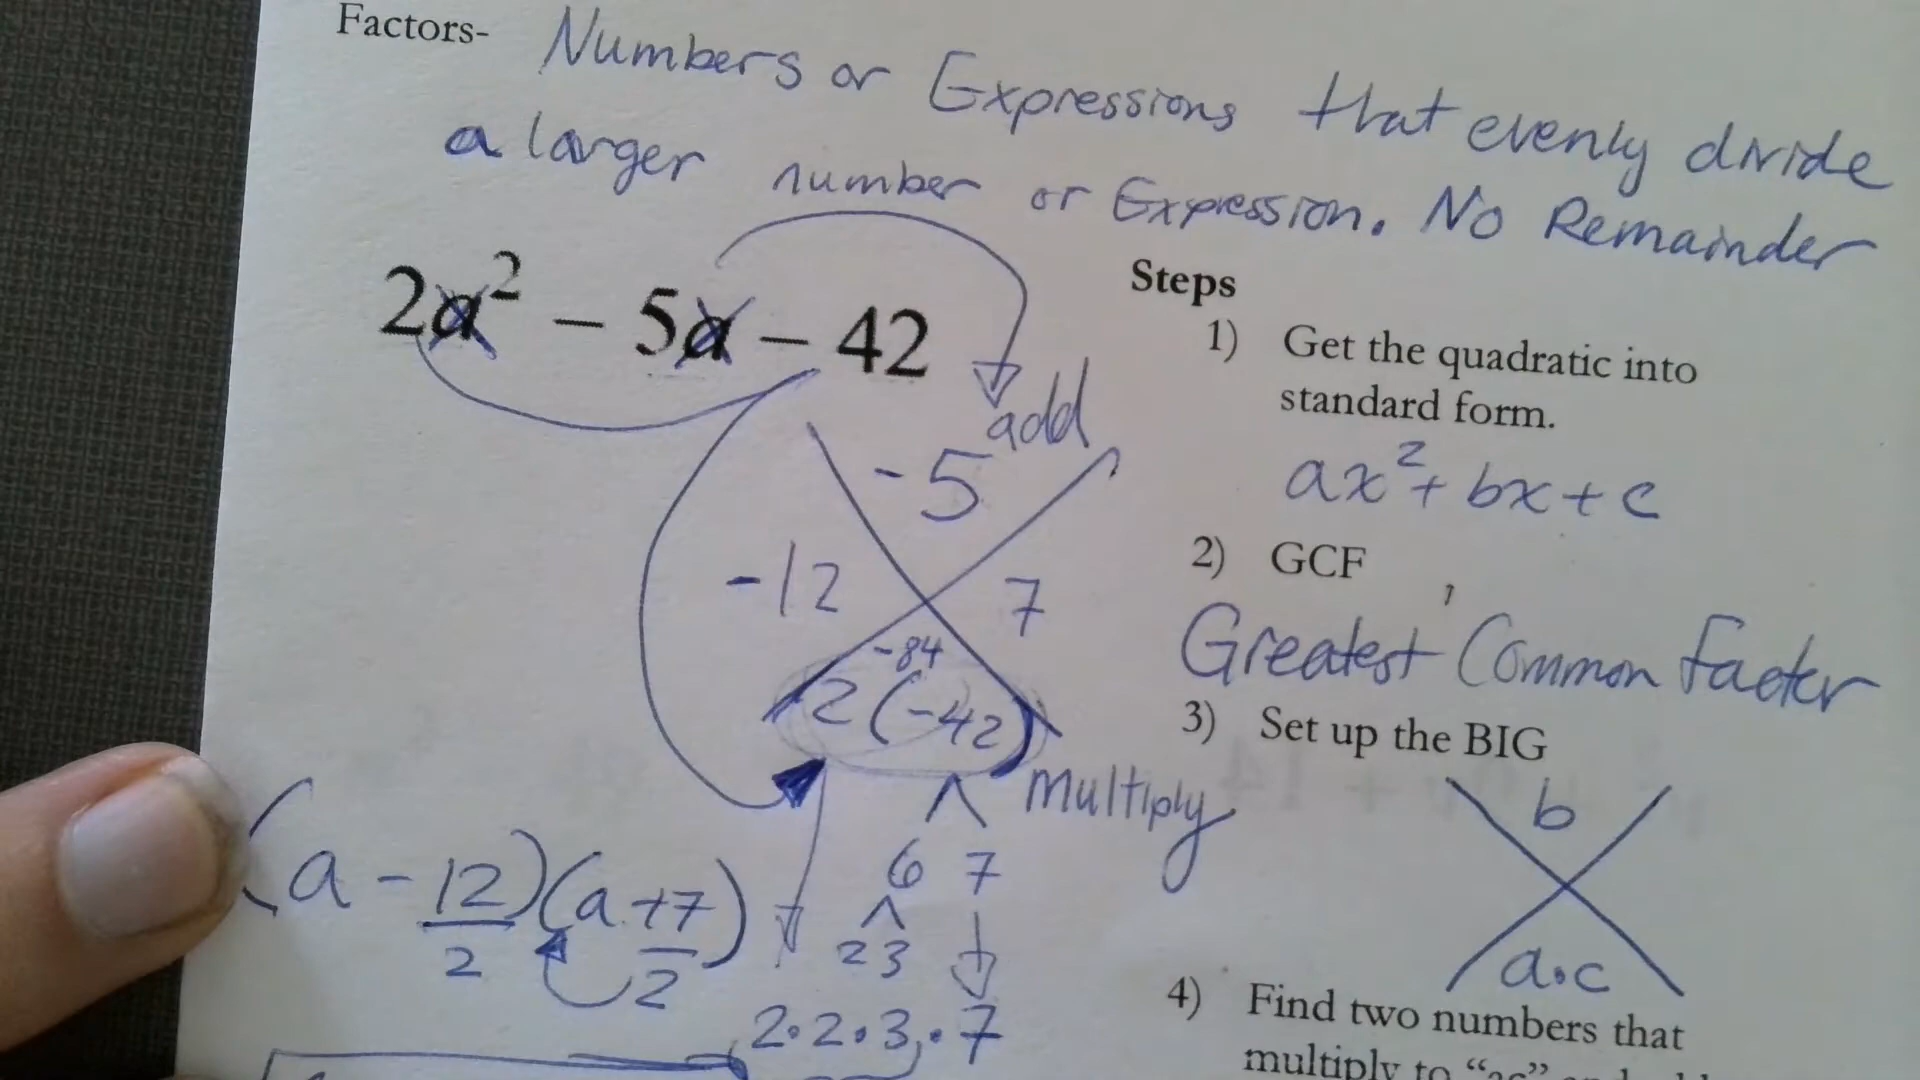 Factors- Numbers or Expressions that evenly divide
a larger number or Expression. No Remainder
2a² – 5a – 42
add
-5
-12 7
-84
2(-42)
Multiply
6 7
2 3
2·2·3·7
(a - 12/2)(a + 7/2)
Steps
1) Get the quadratic into
standard form.
ax² + bx + c
2) GCF
Greatest Common Factor
3) Set up the BIG
b
a·c
4) Find two numbers that
multiply to “ac”